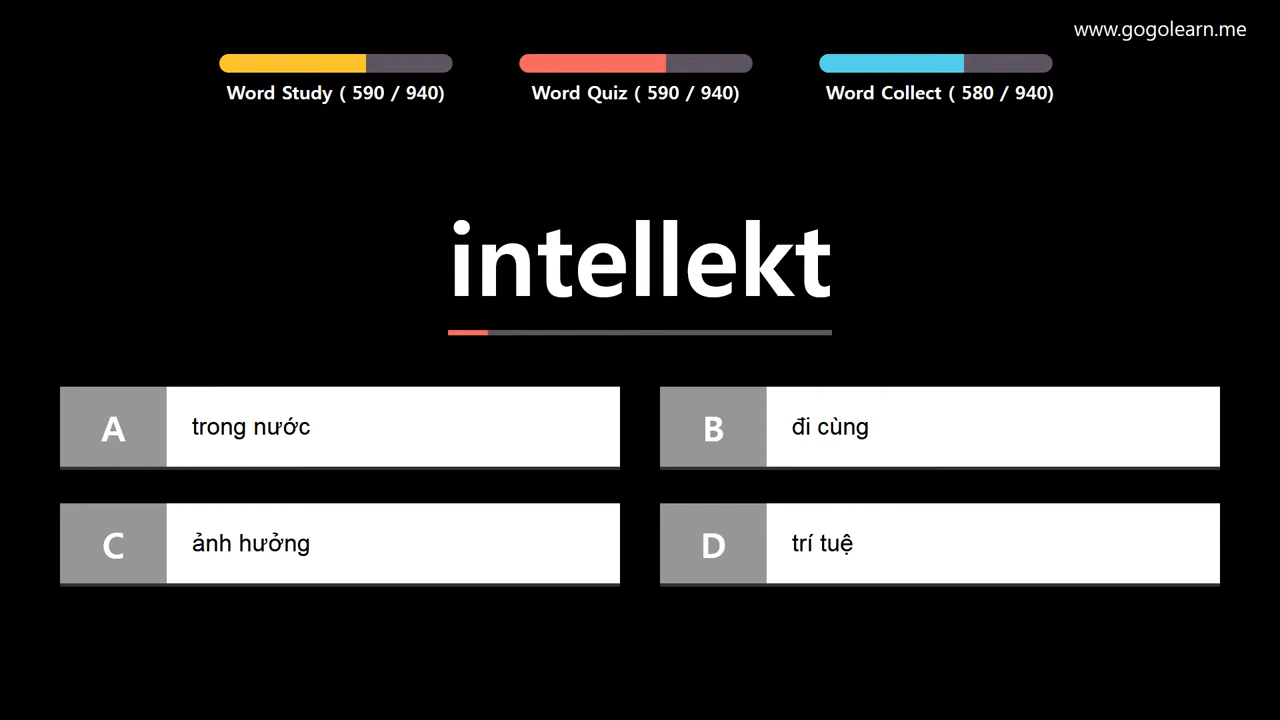 www.gogolearn.me
Word Study ( 590 / 940)
Word Quiz ( 590 / 940)
Word Collect ( 580 / 940)
intellekt
A
trong nước
B
đi cùng
C
ảnh hưởng
D
trí tuệ